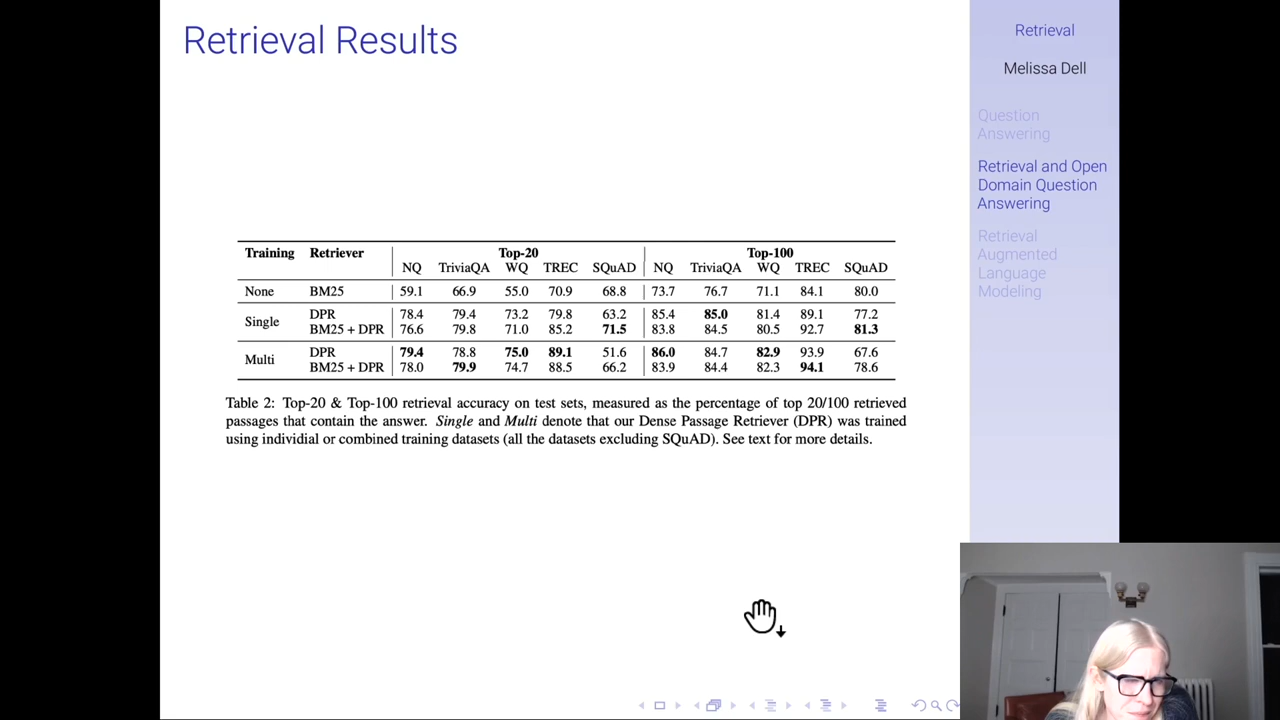 Retrieval Results
Retrieval
Melissa Dell
Question
Answering
Retrieval and Open
Domain Question
Answering
Retrieval
Augmented
Language
Modeling
Training Retriever Top-20 Top-100
NQ TriviaQA WQ TREC SQuAD NQ TriviaQA WQ TREC SQuAD
None BM25 59.1 66.9 55.0 70.9 68.8 73.7 76.7 71.1 84.1 80.0
Single
DPR 78.4 79.4 73.2 79.8 63.2 85.4 85.0 81.4 89.1 77.2
BM25 + DPR 76.6 79.8 71.0 85.2 71.5 83.8 84.5 80.5 92.7 81.3
Multi
DPR 79.4 78.8 75.0 89.1 51.6 86.0 84.7 82.9 93.9 67.6
BM25 + DPR 78.0 79.9 74.7 88.5 66.2 83.9 84.4 82.3 94.1 78.6
Table 2: Top-20 & Top-100 retrieval accuracy on test sets, measured as the percentage of top 20/100 retrieved
passages that contain the answer. Single and Multi denote that our Dense Passage Retriever (DPR) was trained
using individial or combined training datasets (all the datasets excluding SQuAD). See text for more details.